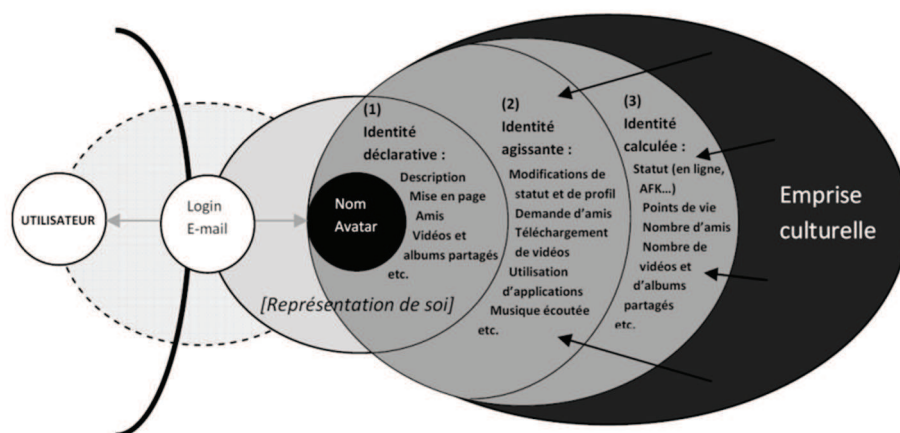 UTILISATEUR
Login
E-mail
Nom
Avatar
[Représentation de soi]
(1)
Identité
déclarative :
Description
Mise en page
Amis
Vidéos et
albums partagés
etc.
(2)
Identité
agissante :
Modifications de
statut et de profil
Demande d'amis
Téléchargement
de vidéos
Utilisation
d'applications
Musique écoutée
etc.
(3)
Identité
calculée :
Statut (en ligne,
AFK...)
Points de vie
Nombre d'amis
Nombre de
vidéos et
d'albums
partagés
etc.
Emprise
culturelle